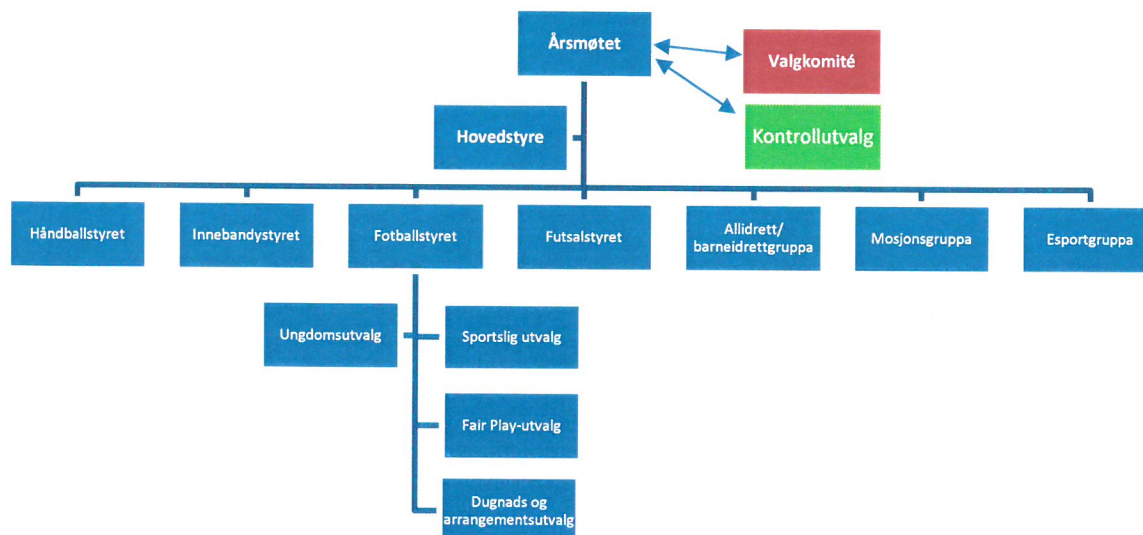 Årsmøtet
Valgkomité
Hovedstyre
Kontrollutvalg
Håndballstyret
Innebandystyret
Fotballstyret
Futsalstyret
Allidrett/
barneidrettgruppa
Mosjonsgruppa
Esportgruppa
Ungdomsutvalg
Sportslig utvalg
Fair Play-utvalg
Dugnads og
arrangementsutvalg